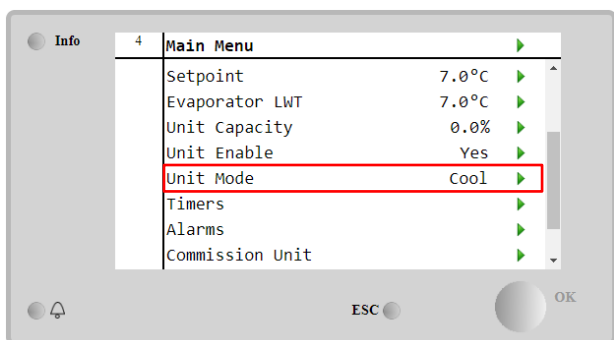 Info
4 Main Menu
Setpoint 7.0°C
Evaporator LWT 7.0°C
Unit Capacity 0.0%
Unit Enable Yes
Unit Mode Cool
Timers
Alarms
Commission Unit
ESC OK